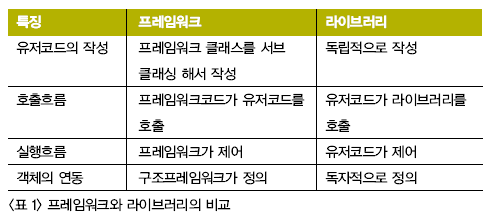 특징 프레임워크 라이브러리
유저코드의 작성 프레임워크 클래스를 서브 독립적으로 작성
클래싱 해서 작성
호출흐름 프레임워크코드가 유저코드를 유저코드가 라이브러리를
호출 호출
실행흐름 프레임워크가 제어 유저코드가 제어
객체의 연동 구조프레임워크가 정의 독자적으로 정의
<표 1> 프레임워크와 라이브러리의 비교